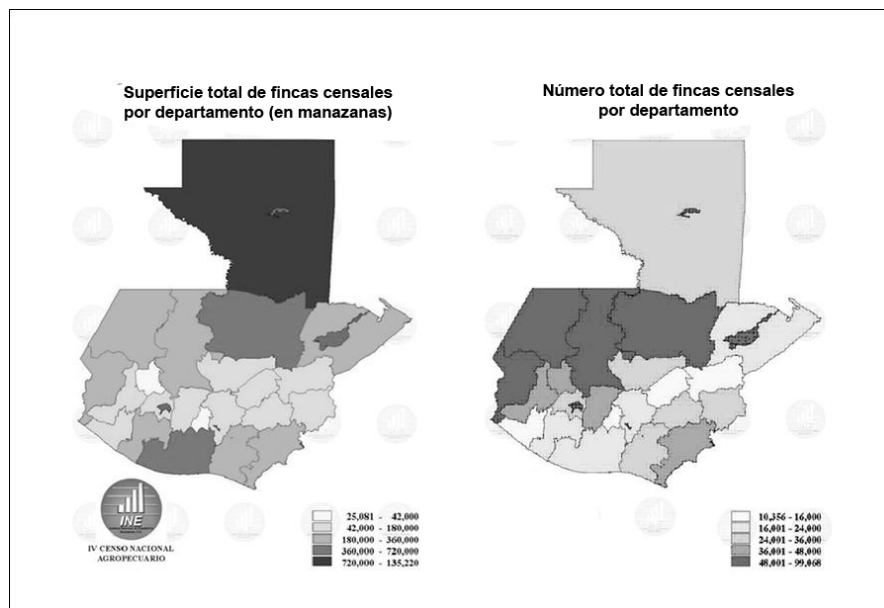 Superficie total de fincas censales
por departamento (en manazanas)
Número total de fincas censales
por departamento
INE
IV CENSO NACIONAL
AGROPECUARIO
25,081 - 42,000
42,000 - 180,000
180,000 - 360,000
360,000 - 720,000
720,000 - 135,220
10,356 - 16,000
16,001 - 24,000
24,001 - 36,000
36,001 - 48,000
48,001 - 99,068